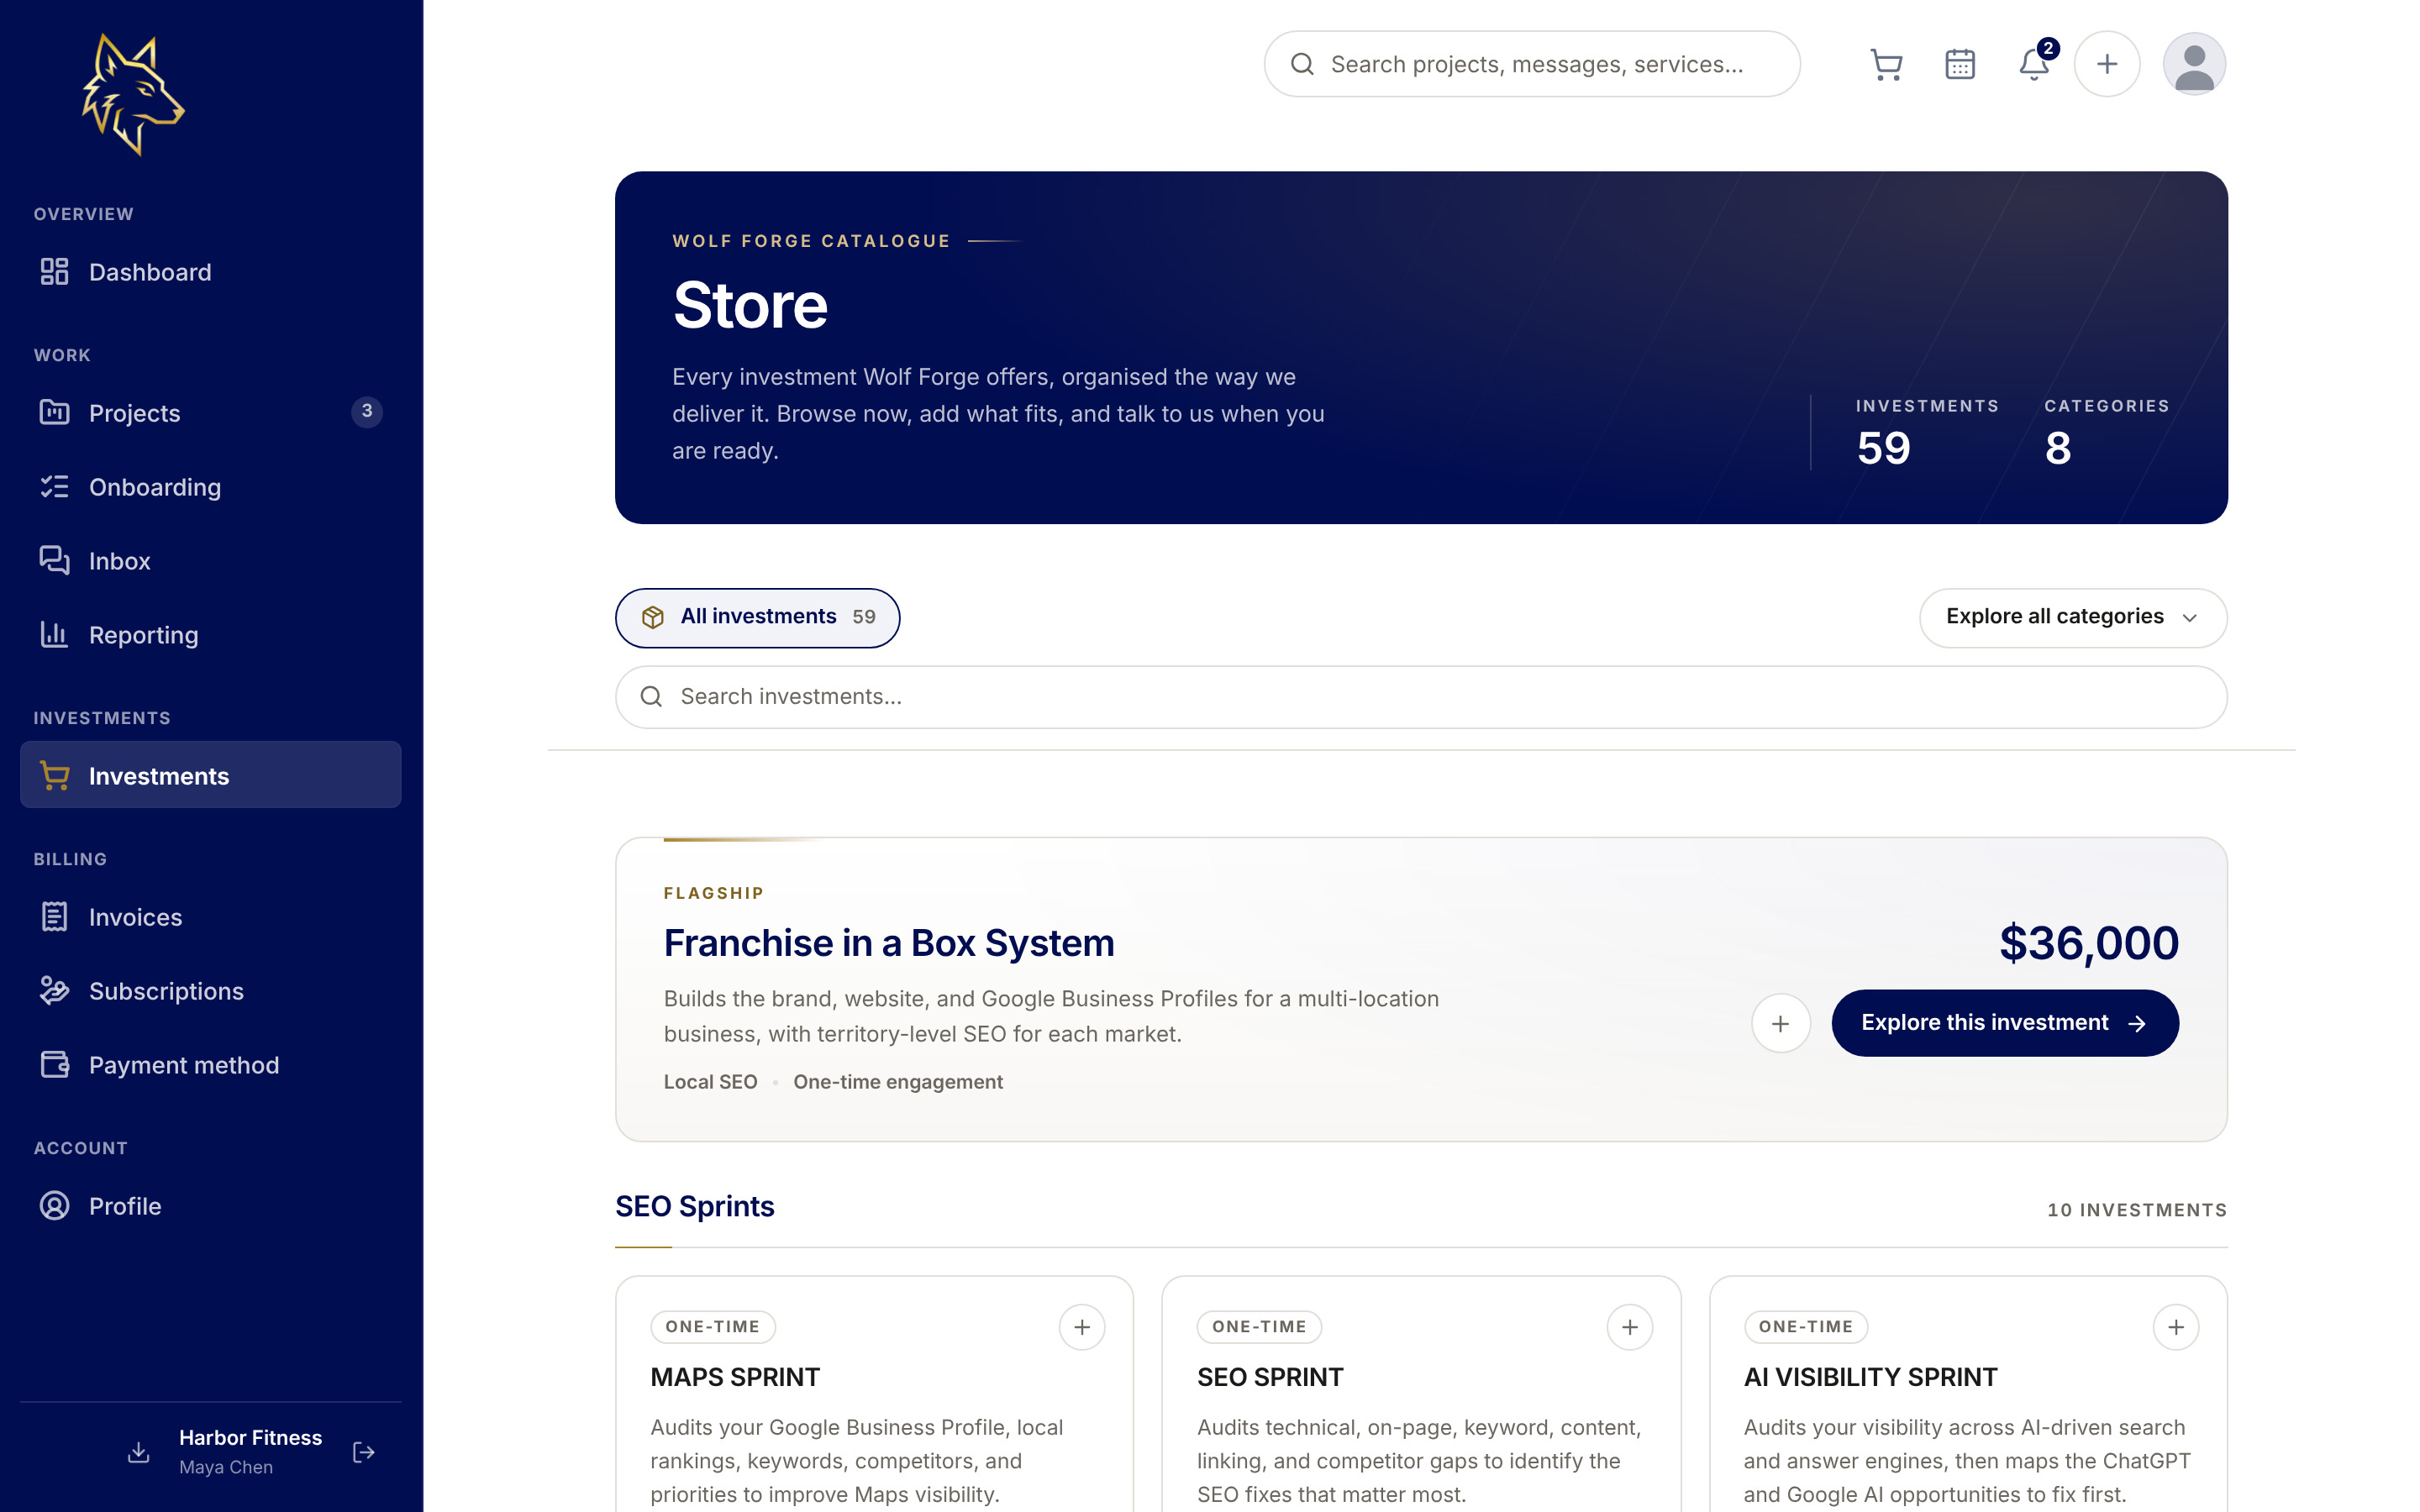 OVERVIEW
Dashboard
WORK
Projects 3
Onboarding
Inbox
Reporting
INVESTMENTS
Investments
BILLING
Invoices
Subscriptions
Payment method
ACCOUNT
Profile
Harbor Fitness
Maya Chen
Search projects, messages, services...
2
WOLF FORGE CATALOGUE
Store
Every investment Wolf Forge offers, organised the way we
deliver it. Browse now, add what fits, and talk to us when you
are ready.
INVESTMENTS
59
CATEGORIES
8
All investments 59
Explore all categories
Search investments...
FLAGSHIP
Franchise in a Box System
Builds the brand, website, and Google Business Profiles for a multi-location
business, with territory-level SEO for each market.
Local SEO • One-time engagement
$36,000
Explore this investment
SEO Sprints
10 INVESTMENTS
ONE-TIME
MAPS SPRINT
Audits your Google Business Profile, local
rankings, keywords, competitors, and
priorities to improve Maps visibility.
ONE-TIME
SEO SPRINT
Audits technical, on-page, keyword, content,
linking, and competitor gaps to identify the
SEO fixes that matter most.
ONE-TIME
AI VISIBILITY SPRINT
Audits your visibility across AI-driven search
and answer engines, then maps the ChatGPT
and Google AI opportunities to fix first.